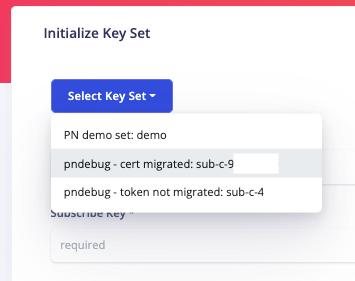 Initialize Key Set
Select Key Set
PN demo set: demo
pndebug - cert migrated: sub-c-9
pndebug - token not migrated: sub-c-4
Subscribe Key *
required